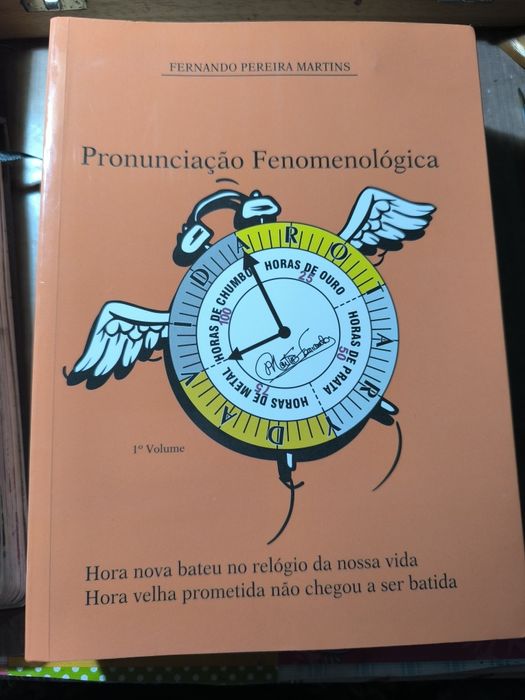 FERNANDO PEREIRA MARTINS
Pronunciação Fenomenológica
HORAS DE OURO
25
HORAS DE PRATA
50
HORAS DE METAL
75
HORAS DE CHUMBO
100
1º Volume
Hora nova bateu no relógio da nossa vida
Hora velha prometida não chegou a ser batida